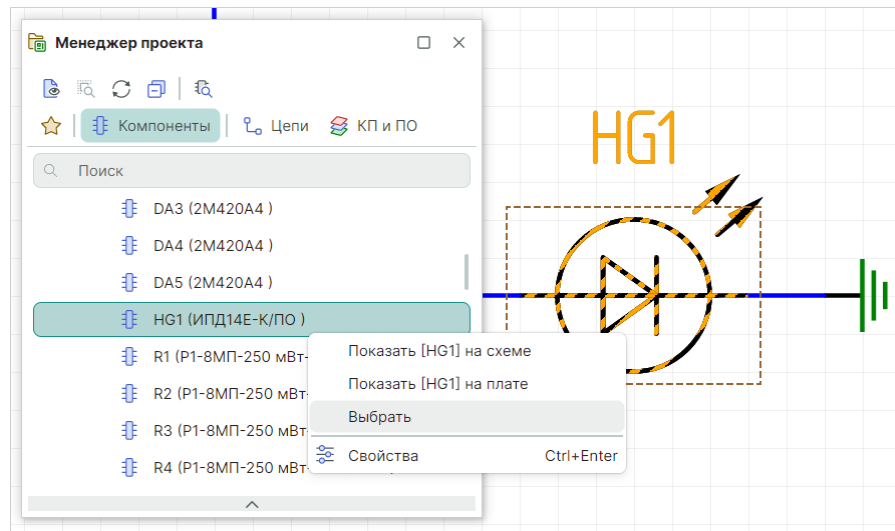 Менеджер проекта
Компоненты Цепи КП и ПО
Поиск
DA3 (2М420А4 )
DA4 (2М420А4 )
DA5 (2М420А4 )
HG1 (ИПД14Е-К/ПО )
R1 (Р1-8МП-250 мВт-
R2 (Р1-8МП-250 мВт-
R3 (Р1-8МП-250 мВт-
R4 (Р1-8МП-250 мВт-
Показать [HG1] на схеме
Показать [HG1] на плате
Выбрать
Свойства Ctrl+Enter
HG1